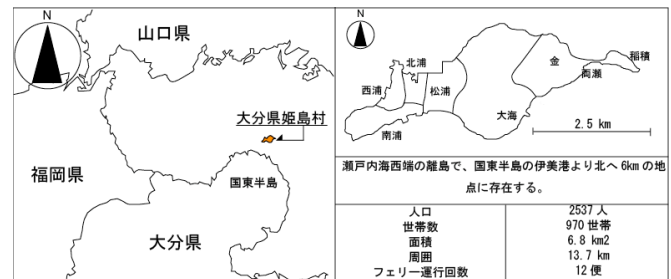 N
山口県
大分県姫島村
福岡県
国東半島
大分県
N
稲積
金
両瀬
北浦
西浦
松浦
大海
南浦
2.5 km
瀬戸内海西端の離島で、国東半島の伊美港より北へ 6km の地
点に存在する。
人口 2537 人
世帯数 970 世帯
面積 6.8 km2
周囲 13.7 km
フェリー運行回数 12 便